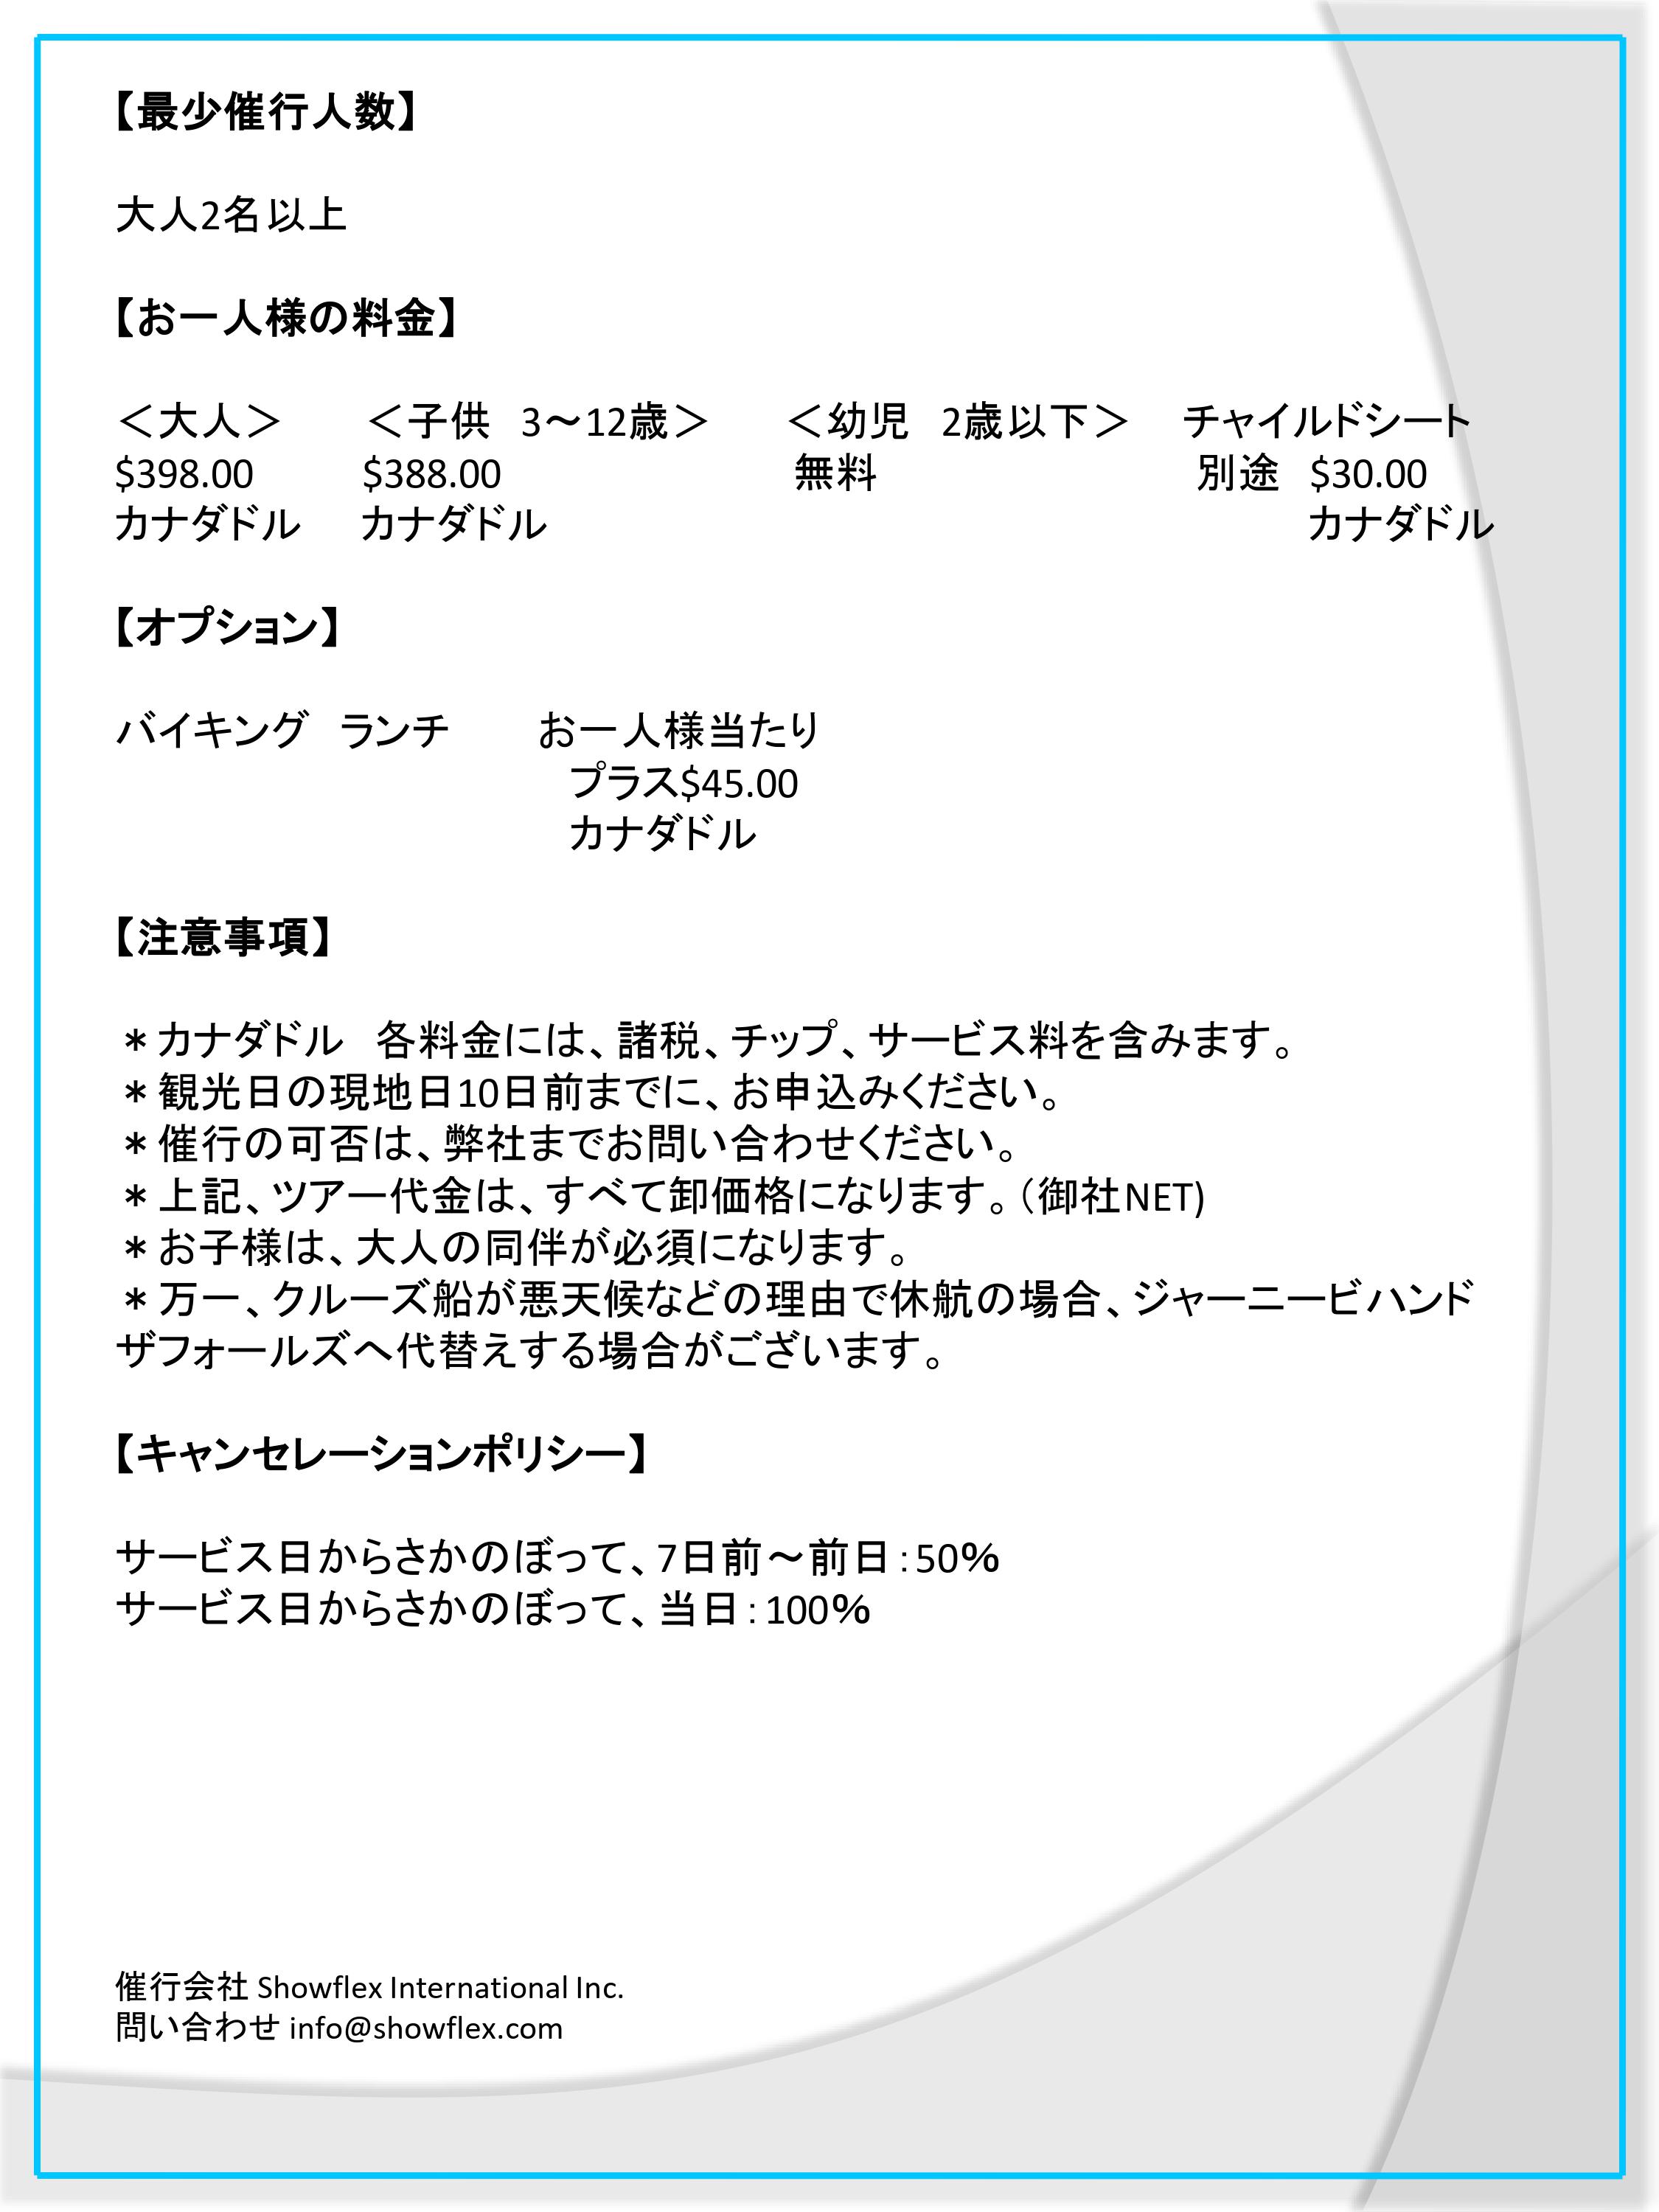 【最少催行人数】
大人2名以上
【お一人様の料金】
＜大人＞　＜子供　3～12歳＞　＜幼児　2歳以下＞　チャイルドシート
$398.00　$388.00　無料　別途　$30.00
カナダドル　カナダドル　カナダドル
【オプション】
バイキング　ランチ　お一人様当たり
プラス$45.00
カナダドル
【注意事項】
＊カナダドル　各料金には、諸税、チップ、サービス料を含みます。
＊観光日の現地日10日前までに、お申込みください。
＊催行の可否は、弊社までお問い合わせください。
＊上記、ツアー代金は、すべて卸価格になります。（御社NET)
＊お子様は、大人の同伴が必須になります。
＊万一、クルーズ船が悪天候などの理由で休航の場合、ジャーニービハンド
ザフォールズへ代替えする場合がございます。
【キャンセレーションポリシー】
サービス日からさかのぼって、7日前～前日：50％
サービス日からさかのぼって、当日：100％
催行会社 Showflex International Inc.
問い合わせ info@showflex.com